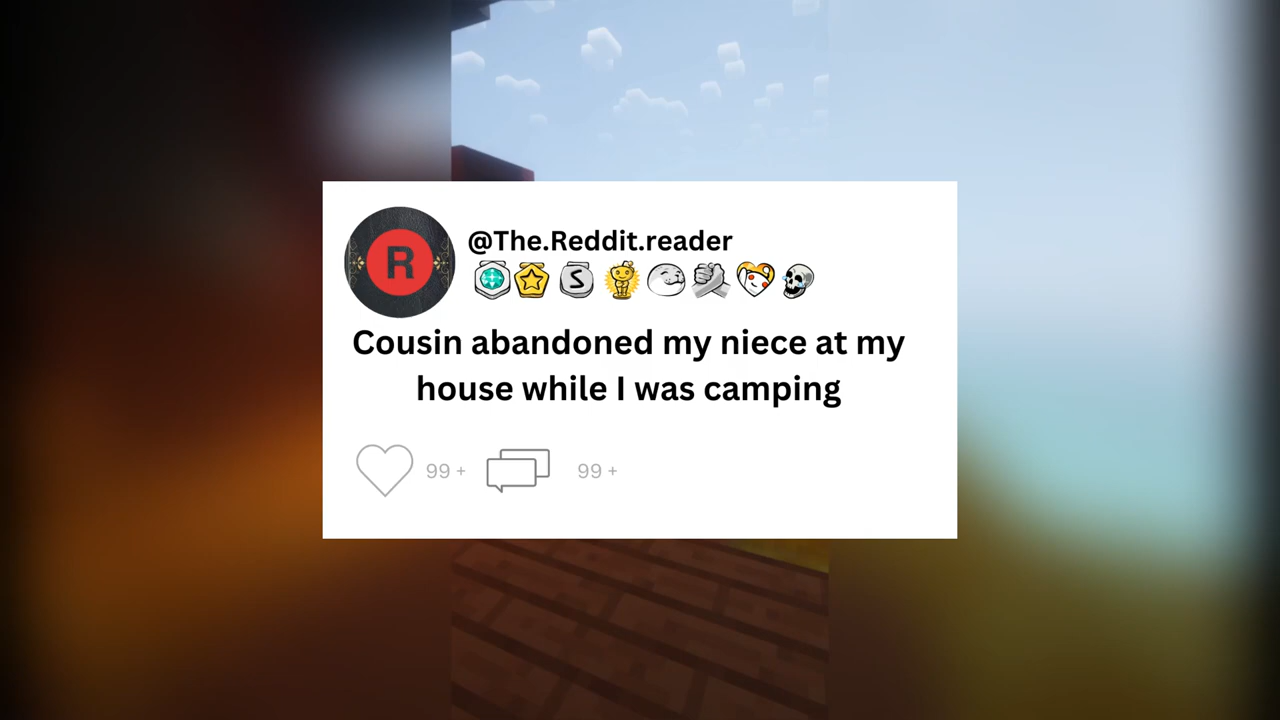 R
@The.Reddit.reader
S
Cousin abandoned my niece at my
house while I was camping
99 +
99 +